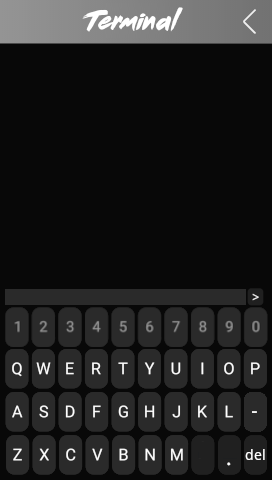 Terminal
>
1 2 3 4 5 6 7 8 9 0
Q W E R T Y U I O P
A S D F G H J K L -
Z X C V B N M . del